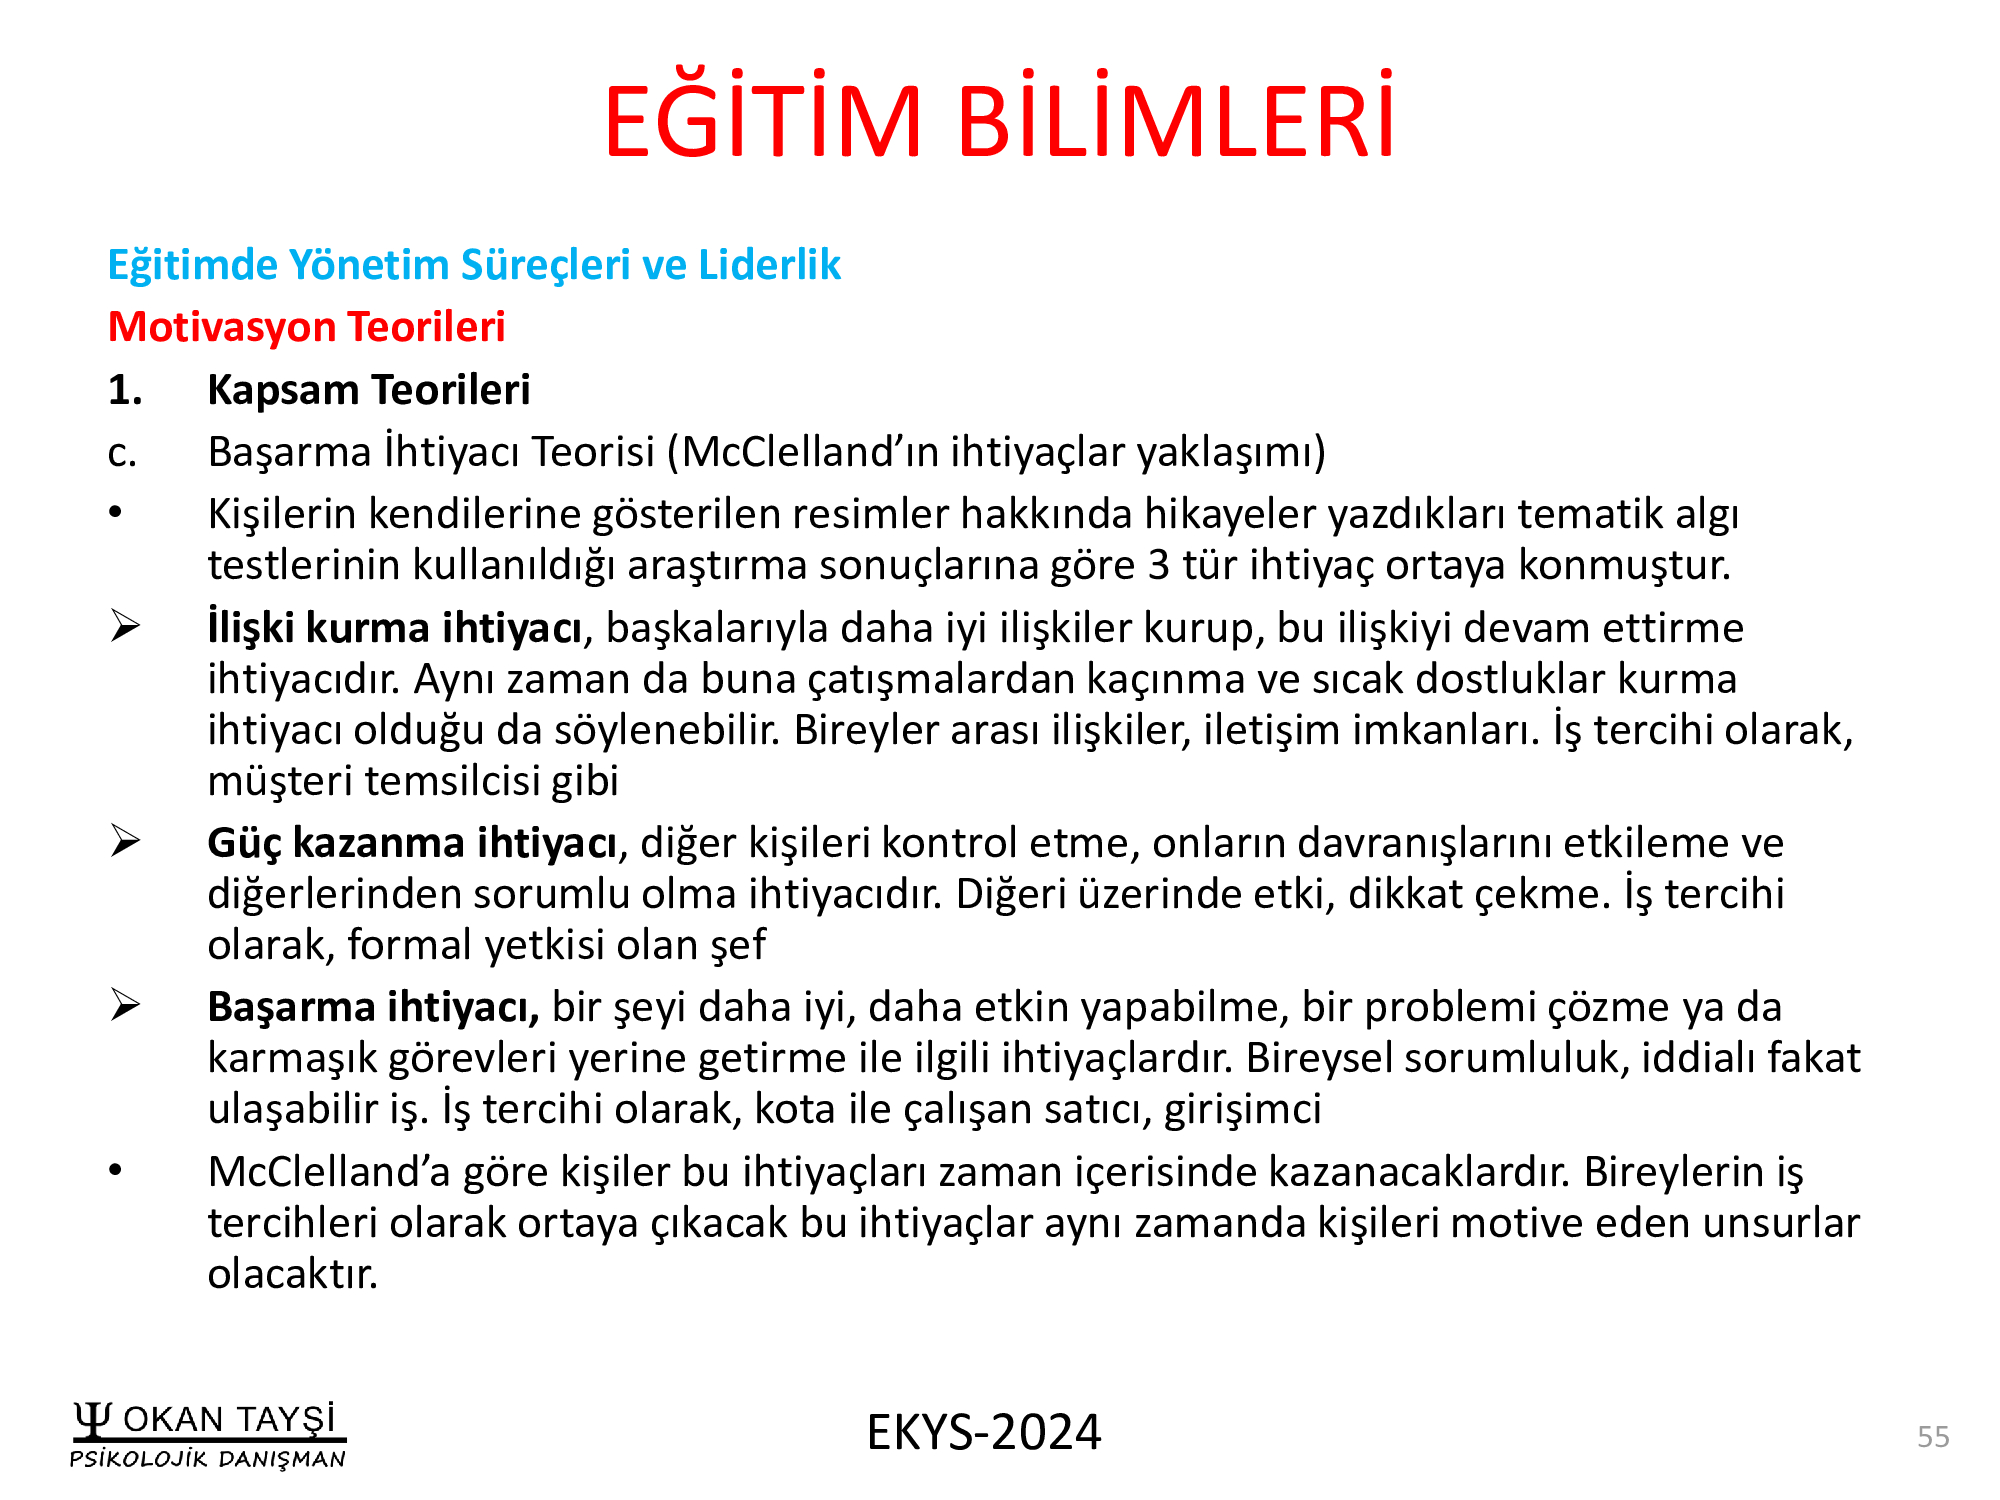 EĞİTİM BİLİMLERİ
Eğitimde Yönetim Süreçleri ve Liderlik
Motivasyon Teorileri
1. Kapsam Teorileri
c. Başarma İhtiyacı Teorisi (McClelland’ın ihtiyaçlar yaklaşımı)
• Kişilerin kendilerine gösterilen resimler hakkında hikayeler yazdıkları tematik algı
testlerinin kullanıldığı araştırma sonuçlarına göre 3 tür ihtiyaç ortaya konmuştur.
➢ İlişki kurma ihtiyacı, başkalarıyla daha iyi ilişkiler kurup, bu ilişkiyi devam ettirme
ihtiyacıdır. Aynı zaman da buna çatışmalardan kaçınma ve sıcak dostluklar kurma
ihtiyacı olduğu da söylenebilir. Bireyler arası ilişkiler, iletişim imkanları. İş tercihi olarak,
müşteri temsilcisi gibi
➢ Güç kazanma ihtiyacı, diğer kişileri kontrol etme, onların davranışlarını etkileme ve
diğerlerinden sorumlu olma ihtiyacıdır. Diğeri üzerinde etki, dikkat çekme. İş tercihi
olarak, formal yetkisi olan şef
➢ Başarma ihtiyacı, bir şeyi daha iyi, daha etkin yapabilme, bir problemi çözme ya da
karmaşık görevleri yerine getirme ile ilgili ihtiyaçlardır. Bireysel sorumluluk, iddialı fakat
ulaşabilir iş. İş tercihi olarak, kota ile çalışan satıcı, girişimci
• McClelland’a göre kişiler bu ihtiyaçları zaman içerisinde kazanacaklardır. Bireylerin iş
tercihleri olarak ortaya çıkacak bu ihtiyaçlar aynı zamanda kişileri motive eden unsurlar
olacaktır.
Ψ OKAN TAYŞİ
PSİKOLOJİK DANIŞMAN
EKYS-2024
55